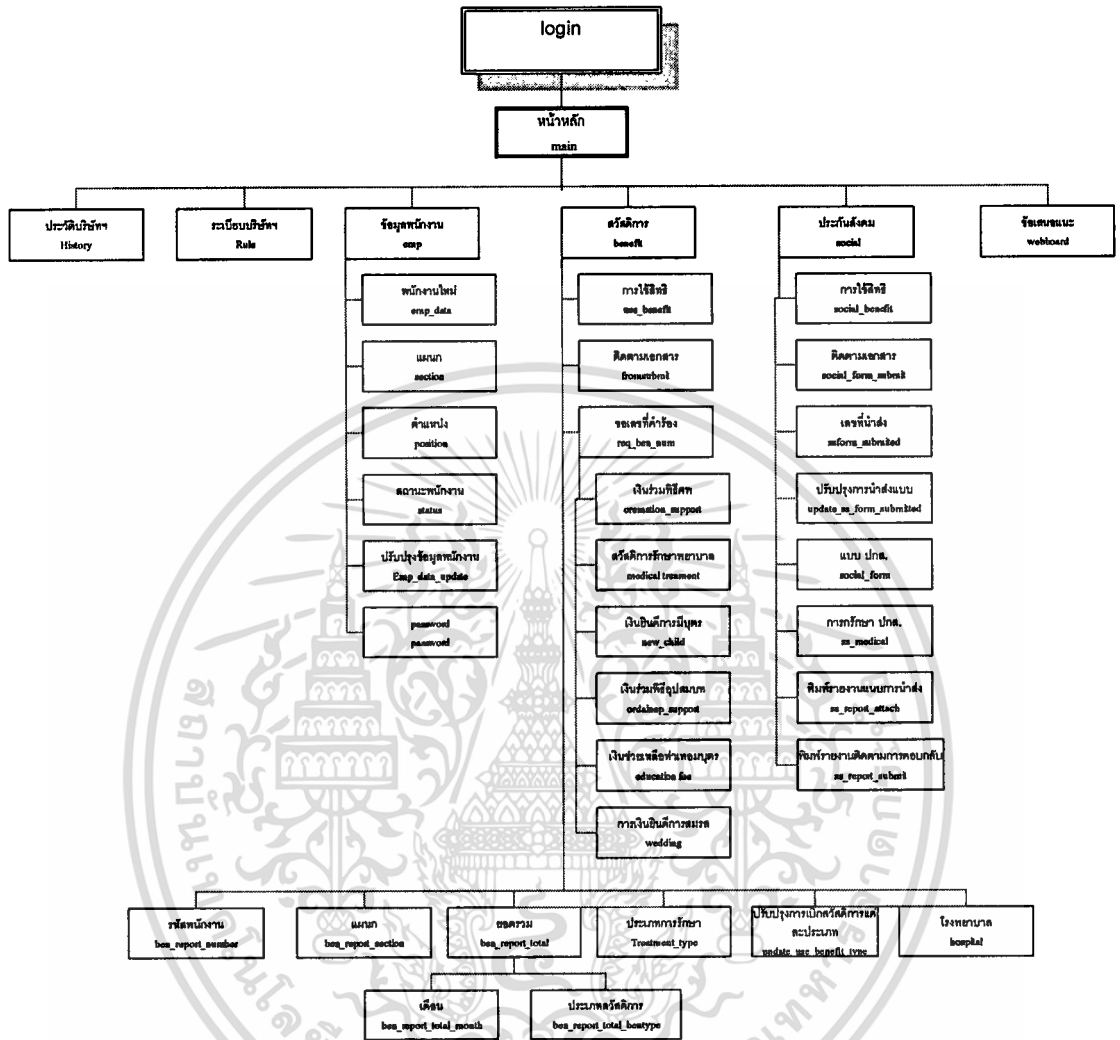 login
หน้าหลัก
main
ประวัติบริษัทฯ
History
ระเบียบบริษัทฯ
Rule
ข้อมูลพนักงาน
emp
สวัสดิการ
benefit
ประกันสังคม
social
ข้อเสนอแนะ
webboard
พนักงานใหม่
emp_data
แผนก
section
ตำแหน่ง
position
สถานะพนักงาน
status
ปรับปรุงข้อมูลพนักงาน
Emp_data_update
password
password
การใช้สิทธิ
use_benefit
ติดตามเอกสาร
ขอเลขที่คำร้อง
req_ben_num
เงินร่วมพิธีศพ
สวัสดิการรักษาพยาบาล
เงินยินดีการมีบุตร
new_child
เงินร่วมพิธีอุปสมบท
เงินช่วยเหลือค่าเทอมบุตร
education fee
การเงินยินดีการสมรส
wedding
การใช้สิทธิ
social_benefit
ติดตามเอกสาร
social_form_submit
เลขที่นำส่ง
ssform_submited
ปรับปรุงการนำส่งแบบ
update_ss_form_submited
แบบ ปกส.
social_form
การกรักษา ปกส.
ss_medical
พิมพ์รายงานแนบการนำส่ง
ss_report_attach
พิมพ์รายงานติดตามการตอบกลับ
ss_report_submit
รหัสพนักงาน
ben_report_number
แผนก
ben_report_section
ยอดรวม
ben_report_total
ประเภทการรักษา
Treatment_type
ปรับปรุงการเบิกสวัสดิการแต่
ละประเภท
update_use_benefit_type
โรงพยาบาล
hospital
เดือน
ben_report_total_month
ประเภทสวัสดิการ
ben_report_total_bentype